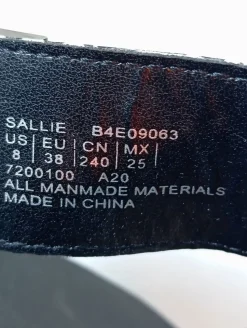 SALLIE B4E09063
US EU CN MX
8 38 240 25
7200100 A20
ALL MANMADE MATERIALS
MADE IN CHINA